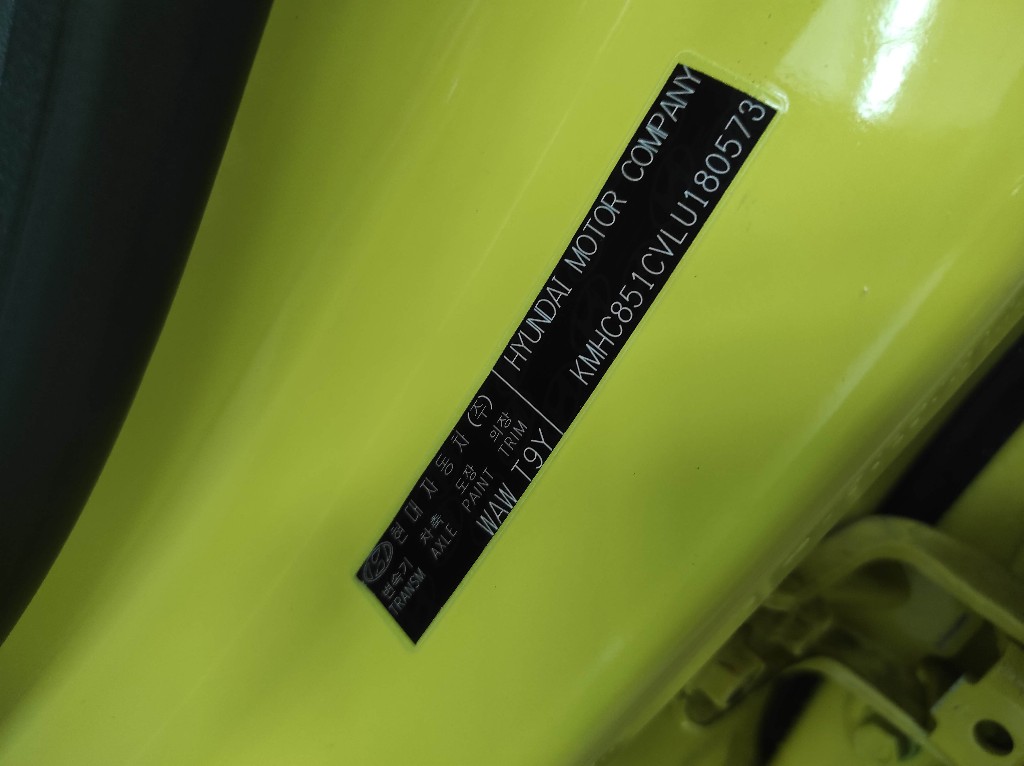 현대자동차(주) HYUNDAI MOTOR COMPANY
변속기 차축 도장 외장
TRANSM AXLE PAINT TRIM
WAW T9Y KMHC851CVLU180573